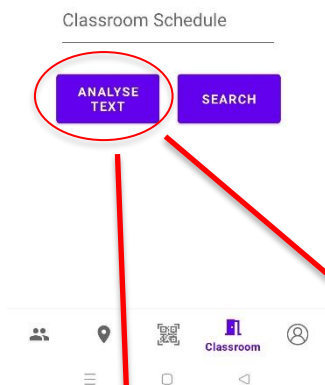 Classroom Schedule
ANALYSE
TEXT
SEARCH
Classroom